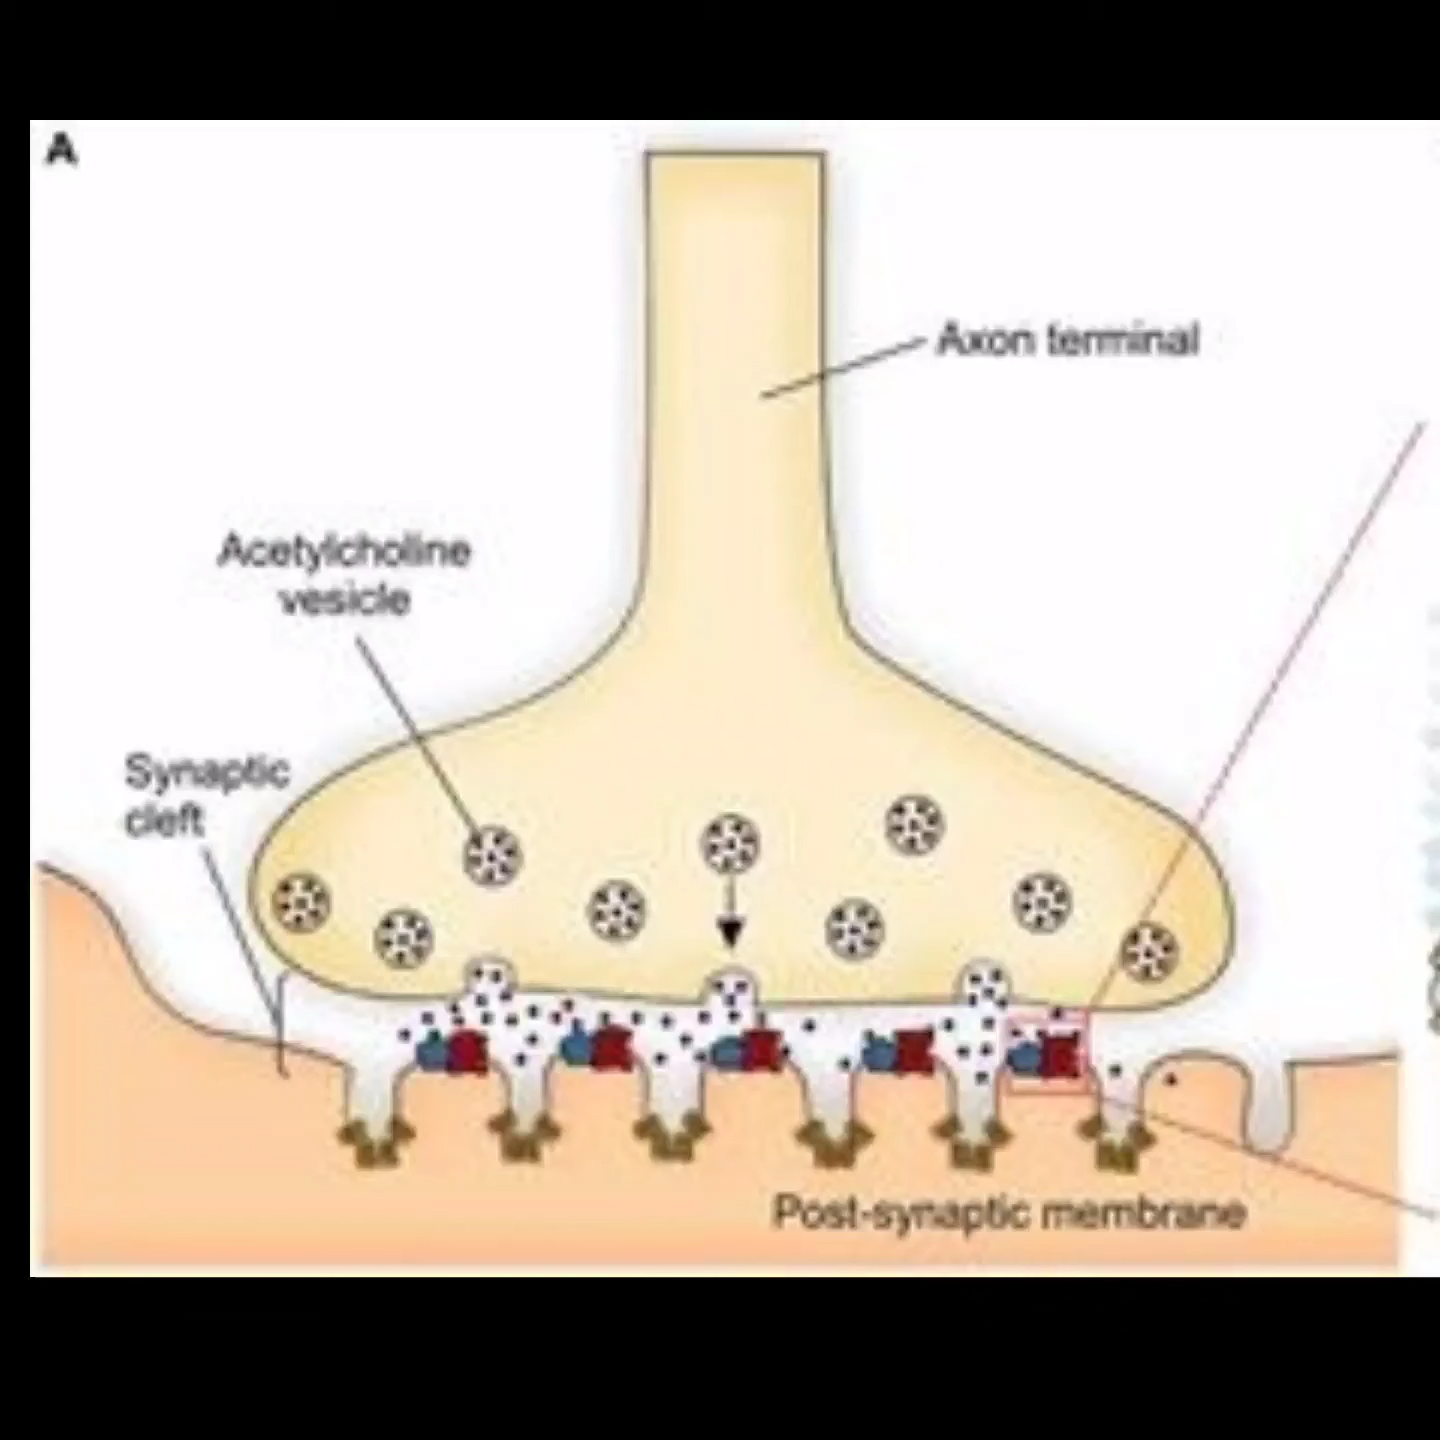 A
Axon terminal
Acetylcholine
vesicle
Synaptic
cleft
Post-synaptic membrane